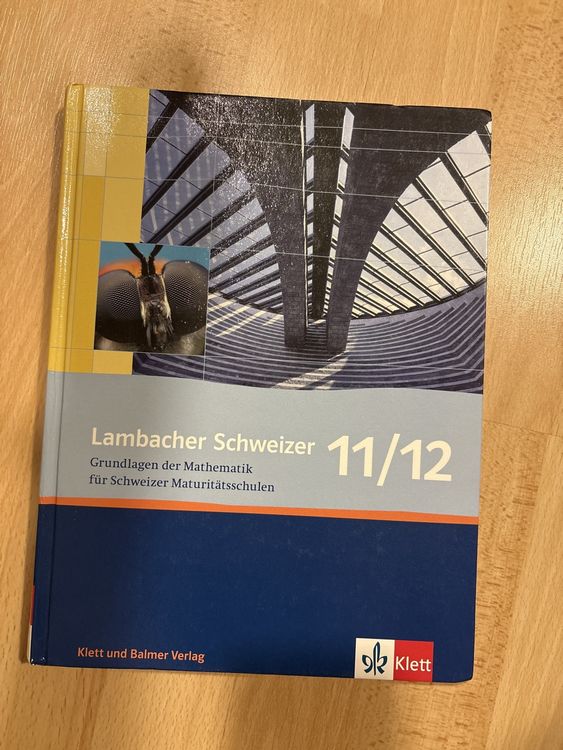 Lambacher Schweizer 11/12
Grundlagen der Mathematik
für Schweizer Maturitätsschulen
Klett und Balmer Verlag
Klett